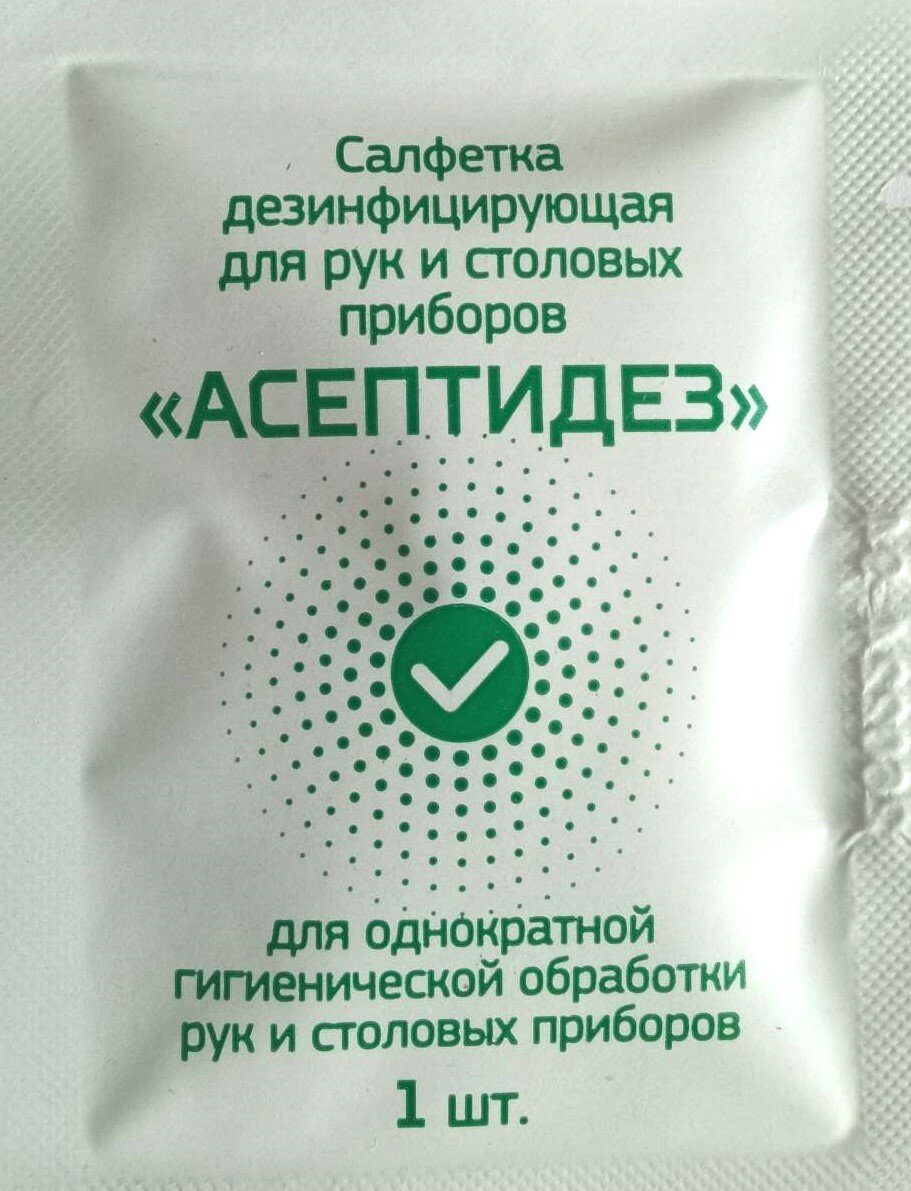 Салфетка
дезинфицирующая
для рук и столовых
приборов
«АСЕПТИДЕЗ»
для однократной
гигиенической обработки
рук и столовых приборов
1 шт.